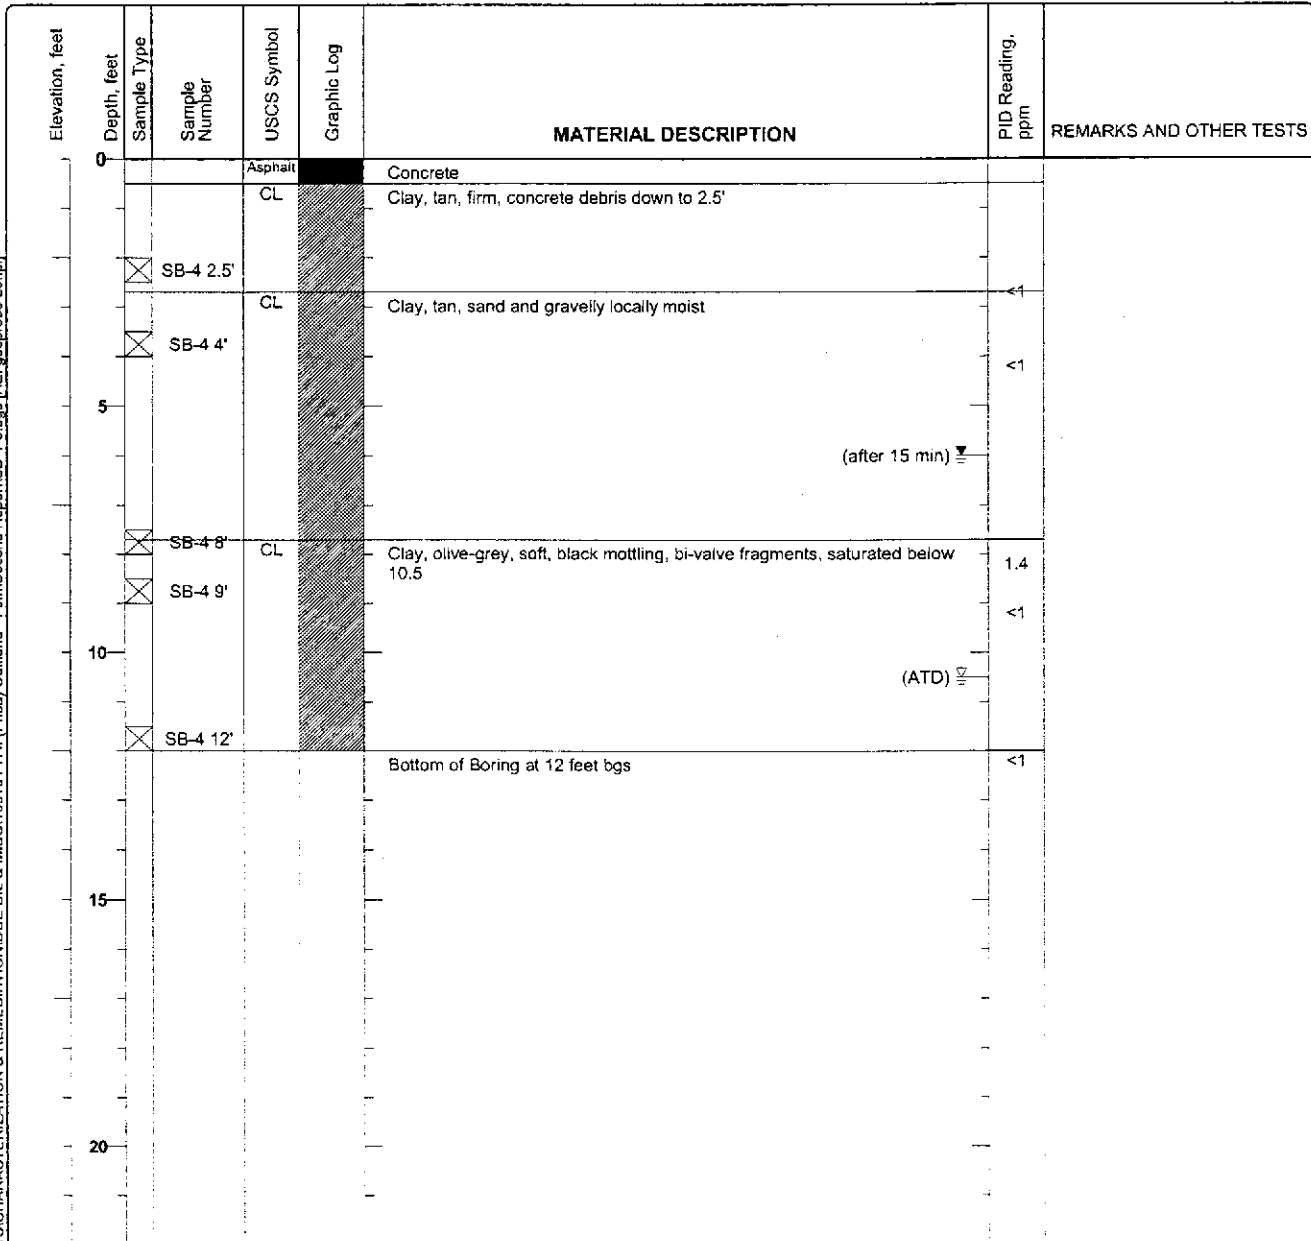 Elevation, feet
Depth, feet
Sample Type
Sample
Number
USCS Symbol
Graphic Log
MATERIAL DESCRIPTION
PID Reading,
ppm
REMARKS AND OTHER TESTS
0
Asphalt
Concrete
CL
Clay, tan, firm, concrete debris down to 2.5'
SB-4 2.5'
<1
CL
Clay, tan, sand and gravelly locally moist
SB-4 4'
<1
5
(after 15 min)
SB-4 8'
CL
Clay, olive-grey, soft, black mottling, bi-valve fragments, saturated below
10.5
1.4
SB-4 9'
<1
10
(ATD)
SB-4 12'
Bottom of Boring at 12 feet bgs
<1
15
20